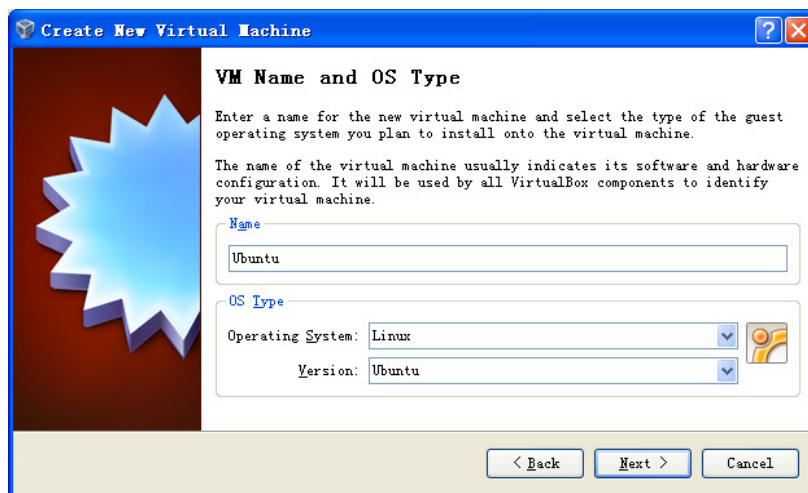 Create New Virtual Machine
VM Name and OS Type
Enter a name for the new virtual machine and select the type of the guest
operating system you plan to install onto the virtual machine.
The name of the virtual machine usually indicates its software and hardware
configuration. It will be used by all VirtualBox components to identify
your virtual machine.
Name
Ubuntu
OS Type
Operating System: Linux
Version: Ubuntu
< Back Next > Cancel